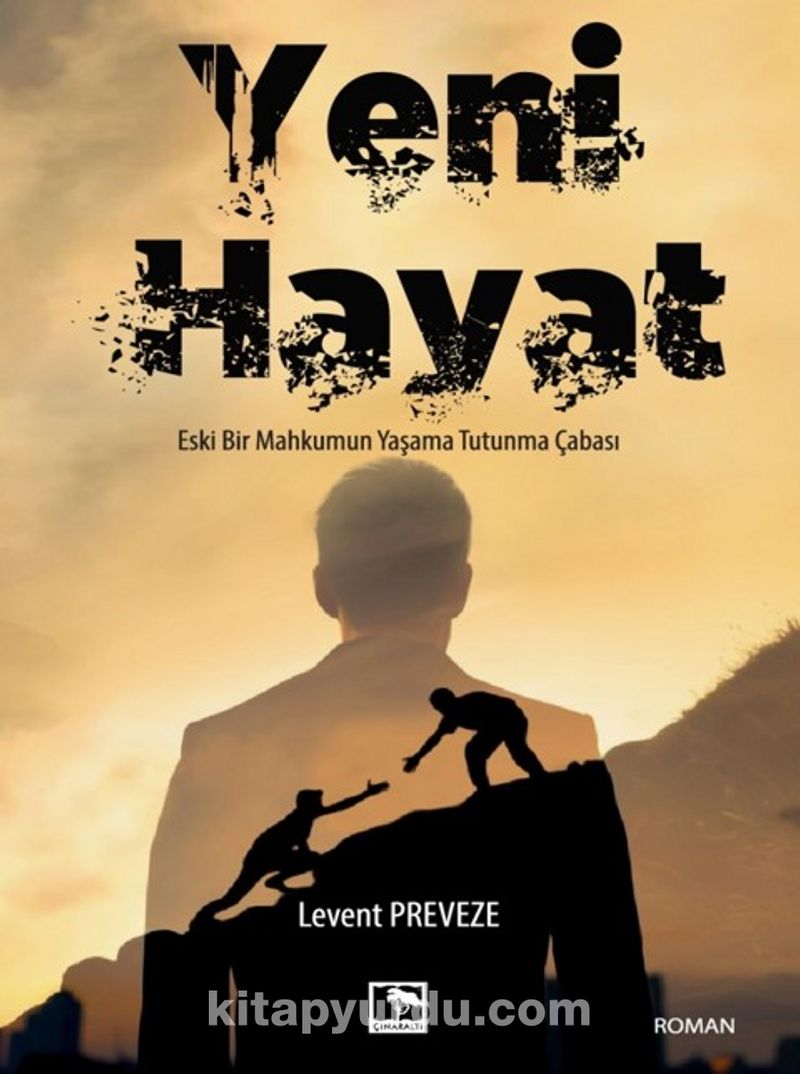 Yeni
Hayat
Eski Bir Mahkumun Yaşama Tutunma Çabası
Levent PREVEZE
ÇINARALTI
kitapyurdu.com
ROMAN